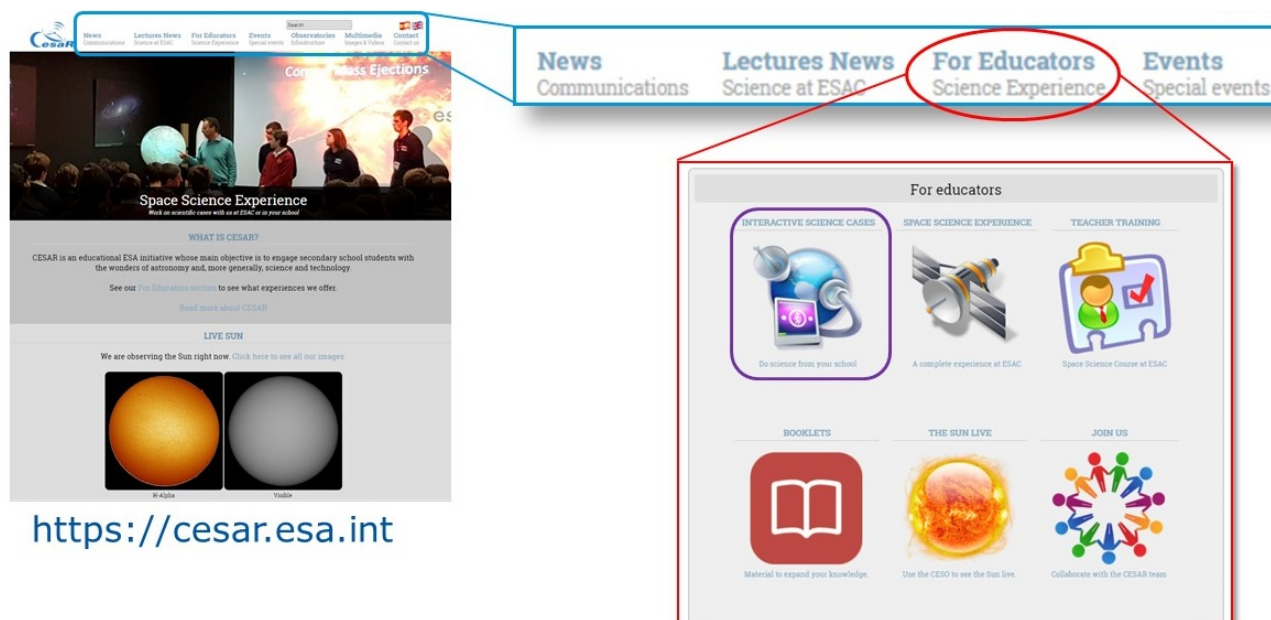 Search
CesaR
News
Communications
Lectures News
Science at ESAC
For Educators
Science Experience
Events
Special events
Observatories
Infrastructure
Multimedia
Images & Videos
Contact
Contact us
Mass Ejections
Space Science Experience
Work on scientific cases with us at ESAC or in your school
WHAT IS CESAR?
CESAR is an educational ESA initiative whose main objective is to engage secondary school students with
the wonders of astronomy and, more generally, science and technology.
See our For Educators section to see what experiences we offer.
Read more about CESAR
LIVE SUN
We are observing the Sun right now. Click here to see all our images
H-Alpha
Visible
https://cesar.esa.int
News
Communications
Lectures News
Science at ESAC
For Educators
Science Experience
Events
Special events
For educators
INTERACTIVE SCIENCE CASES
SPACE SCIENCE EXPERIENCE
TEACHER TRAINING
Do science from your school
A complete experience at ESAC
Space Science Course at ESAC
BOOKLETS
THE SUN LIVE
JOIN US
Material to expand your knowledge.
Use the CESO to see the Sun live.
Collaborate with the CESAR team